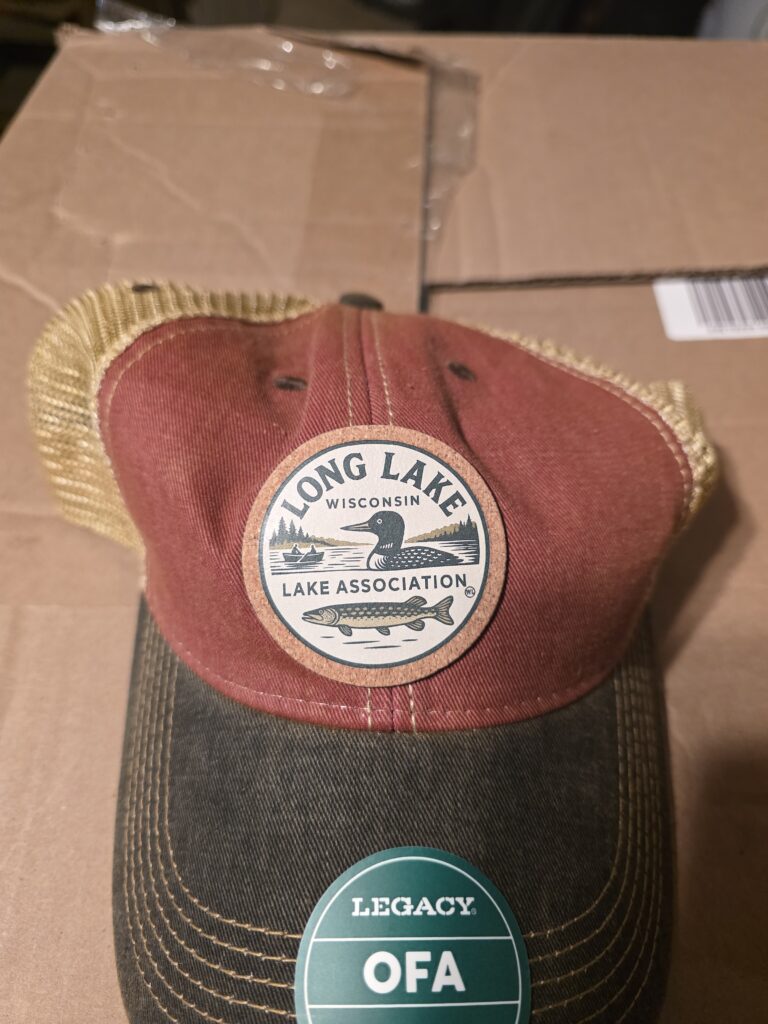 LONG LAKE
WISCONSIN
LAKE ASSOCIATION
LEGACY
OFA